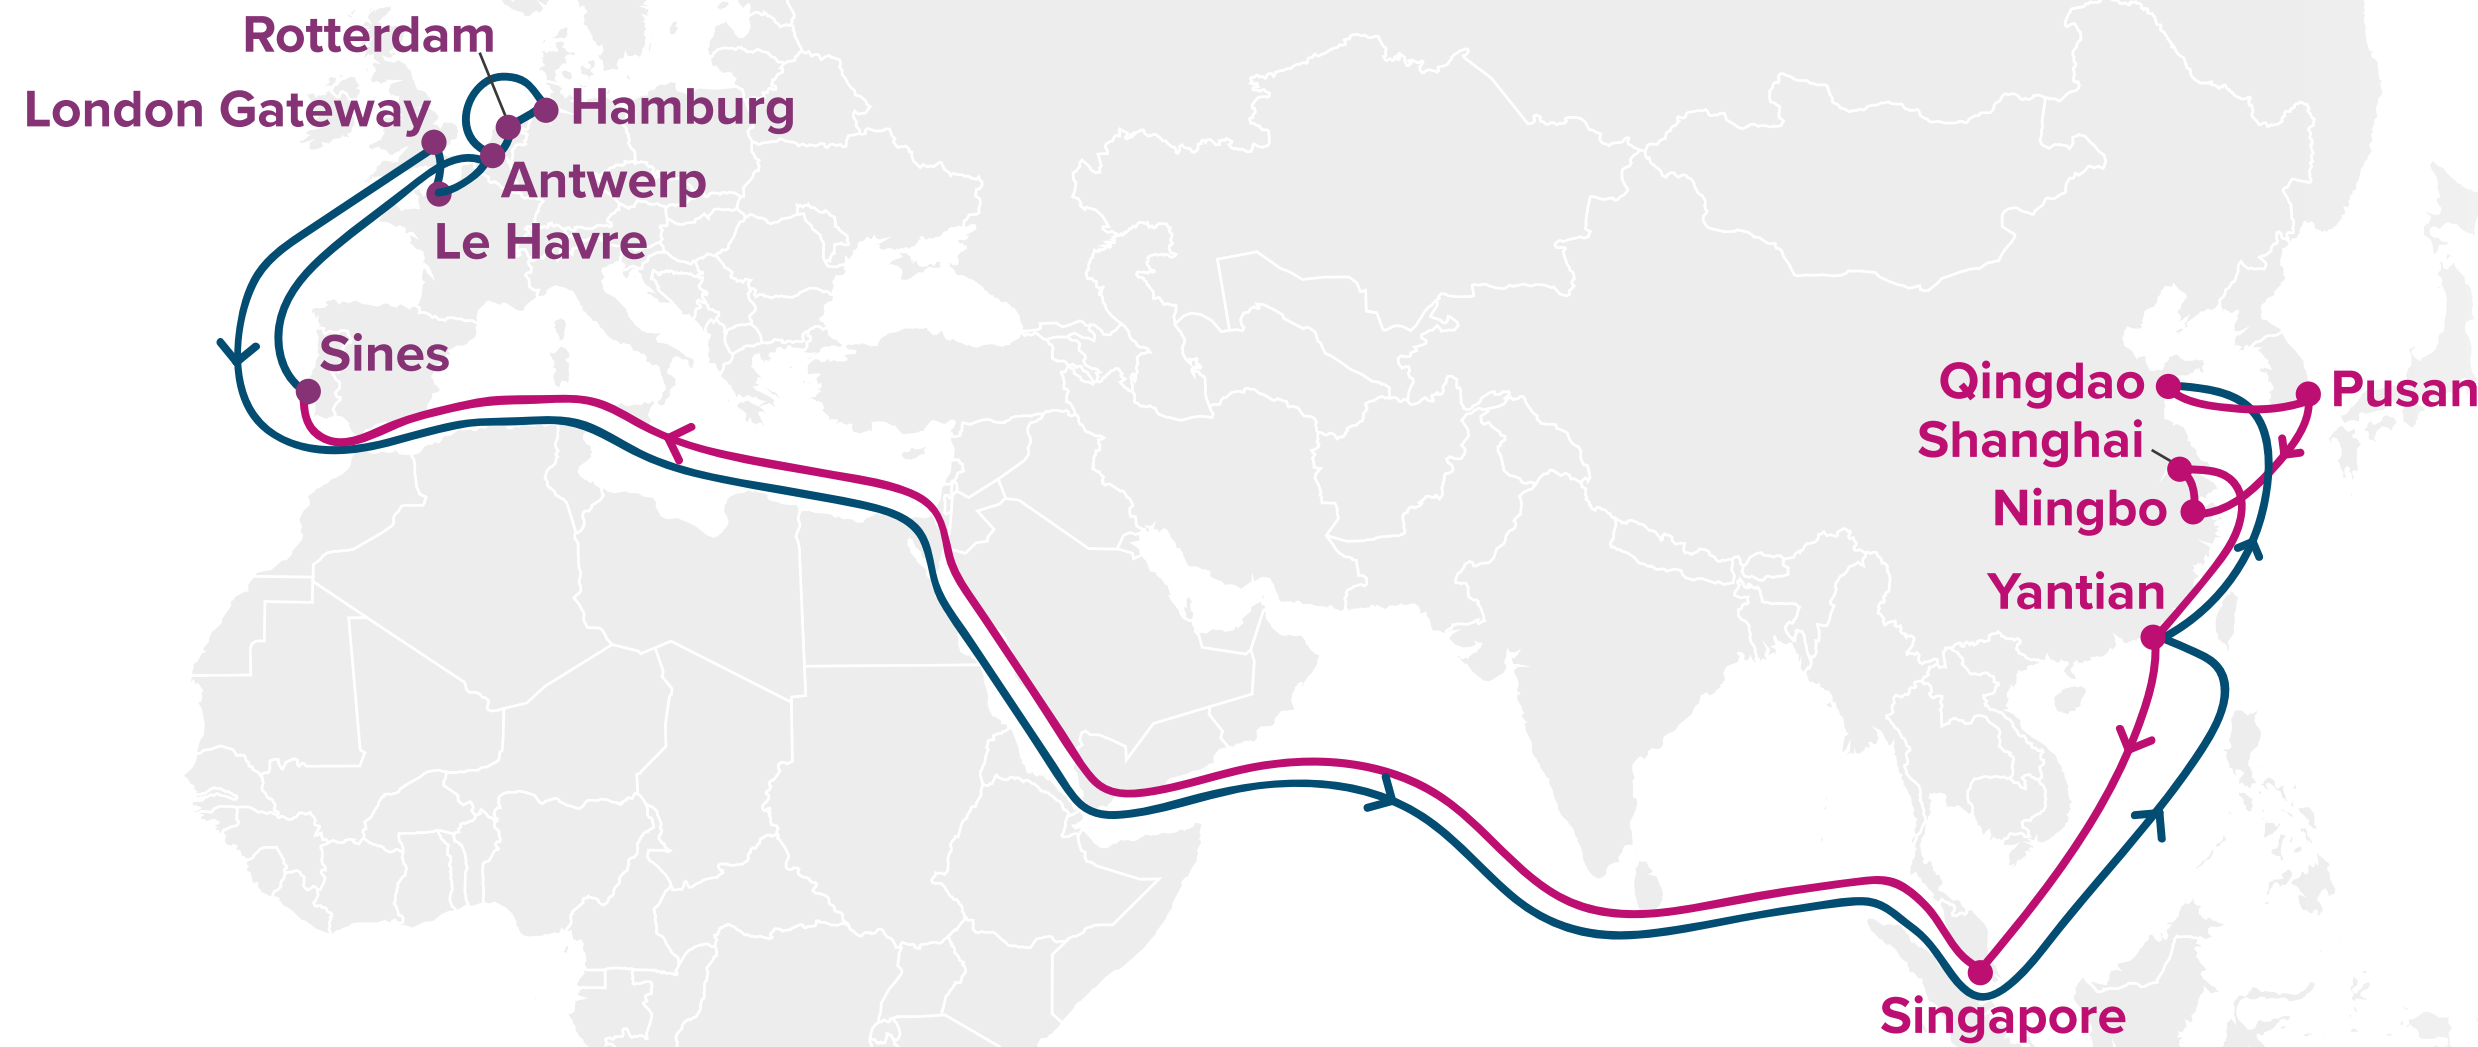 Rotterdam
London Gateway
Hamburg
Antwerp
Le Havre
Sines
Qingdao
Pusan
Shanghai
Ningbo
Yantian
Singapore